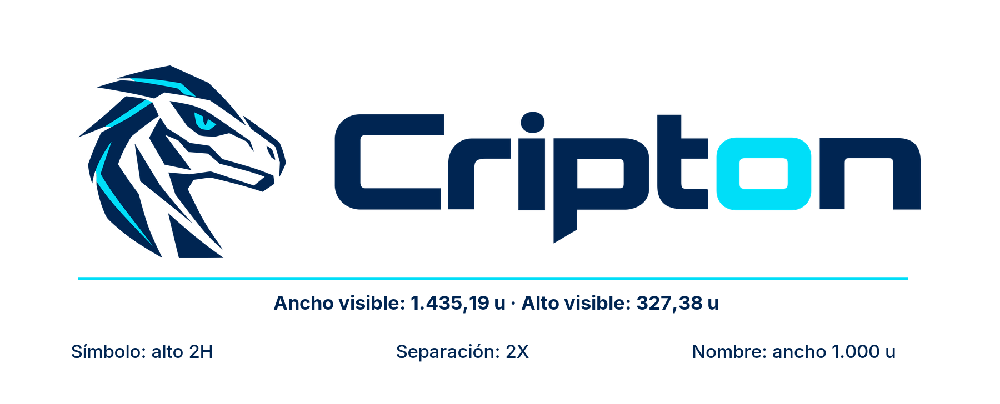 Cripton
Ancho visible: 1.435,19 u · Alto visible: 327,38 u
Símbolo: alto 2H
Separación: 2X
Nombre: ancho 1.000 u